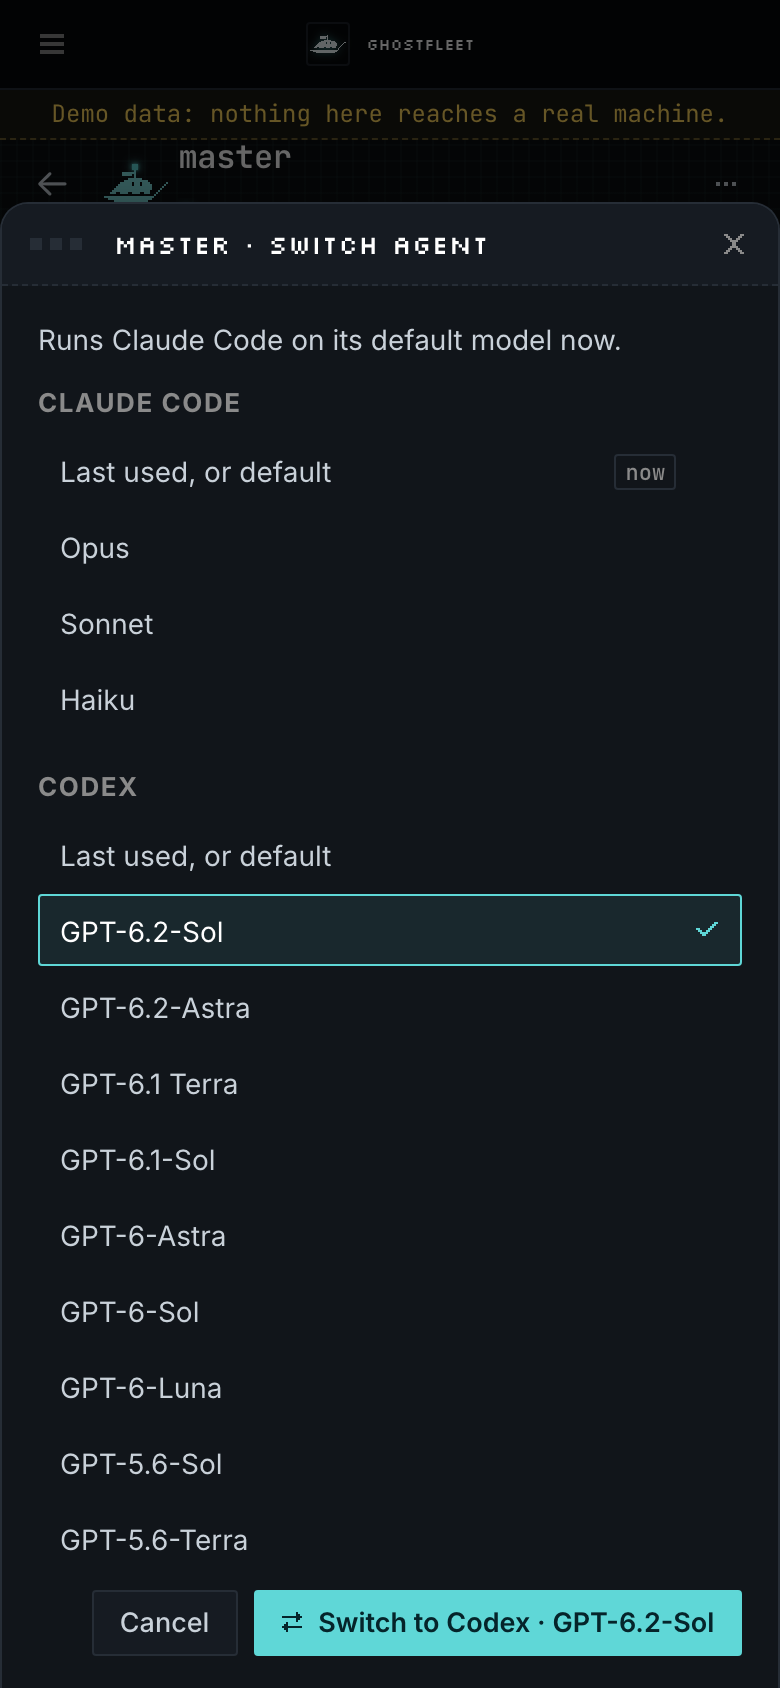 GHOSTFLEET
Demo data: nothing here reaches a real machine.
master
MASTER · SWITCH AGENT
Runs Claude Code on its default model now.
CLAUDE CODE
Last used, or default now
Opus
Sonnet
Haiku
CODEX
Last used, or default
GPT-6.2-Sol
GPT-6.2-Astra
GPT-6.1 Terra
GPT-6.1-Sol
GPT-6-Astra
GPT-6-Sol
GPT-6-Luna
GPT-5.6-Sol
GPT-5.6-Terra
Cancel Switch to Codex · GPT-6.2-Sol